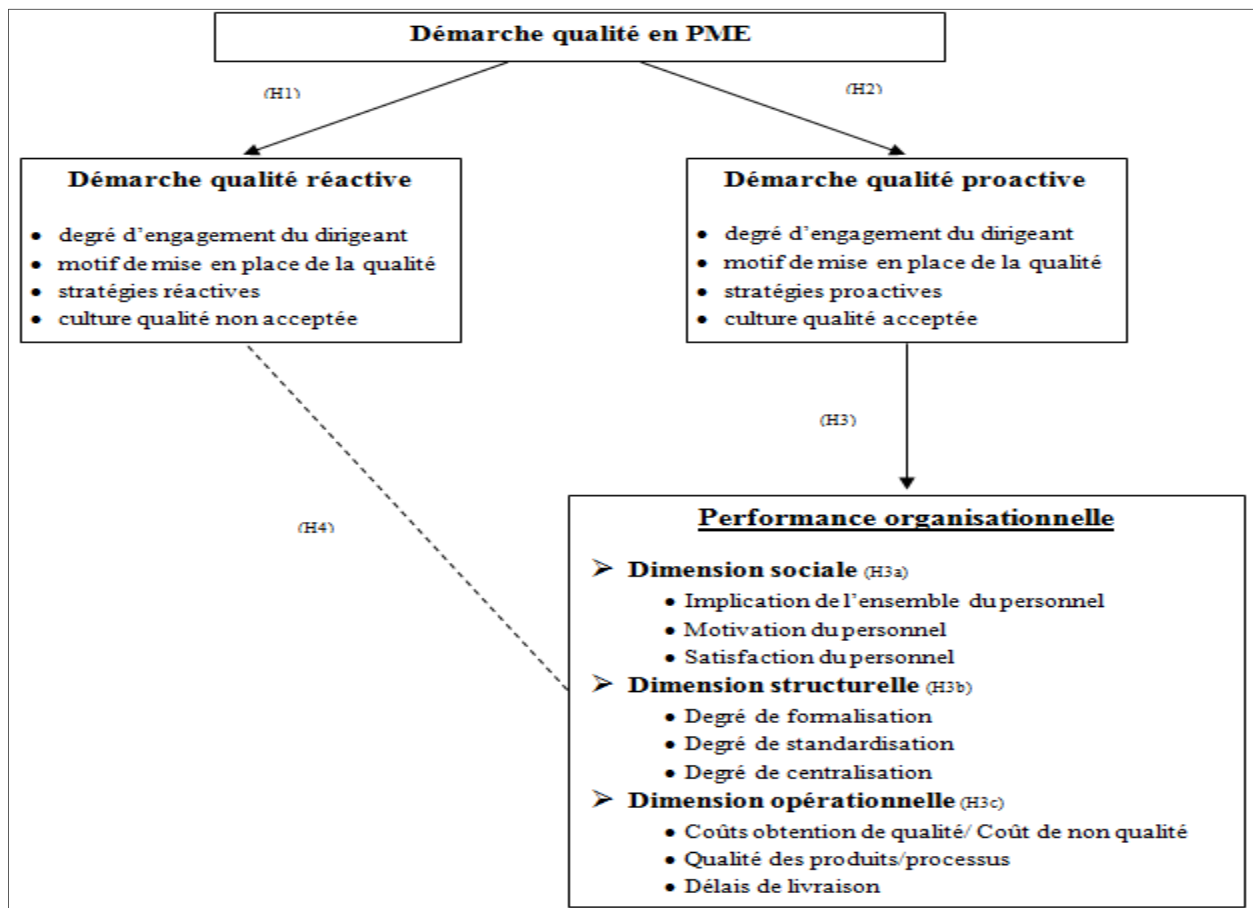 Démarche qualité en PME
(H1)
(H2)
Démarche qualité réactive
• degré d'engagement du dirigeant
• motif de mise en place de la qualité
• stratégies réactives
• culture qualité non acceptée
Démarche qualité proactive
• degré d'engagement du dirigeant
• motif de mise en place de la qualité
• stratégies proactives
• culture qualité acceptée
(H3)
(H4)
Performance organisationnelle
➢ Dimension sociale (H3a)
• Implication de l'ensemble du personnel
• Motivation du personnel
• Satisfaction du personnel
➢ Dimension structurelle (H3b)
• Degré de formalisation
• Degré de standardisation
• Degré de centralisation
➢ Dimension opérationnelle (H3c)
• Coûts obtention de qualité/ Coût de non qualité
• Qualité des produits/processus
• Délais de livraison